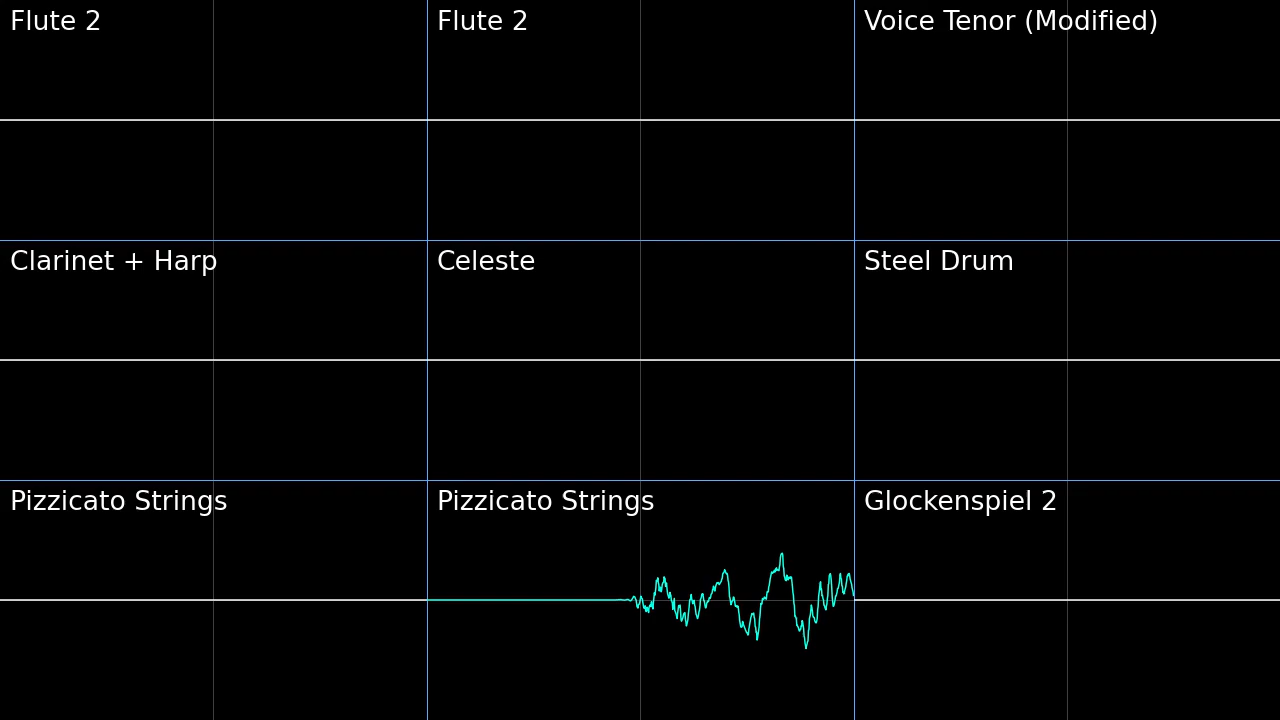 Flute 2
Flute 2
Voice Tenor (Modified)
Clarinet + Harp
Celeste
Steel Drum
Pizzicato Strings
Pizzicato Strings
Glockenspiel 2